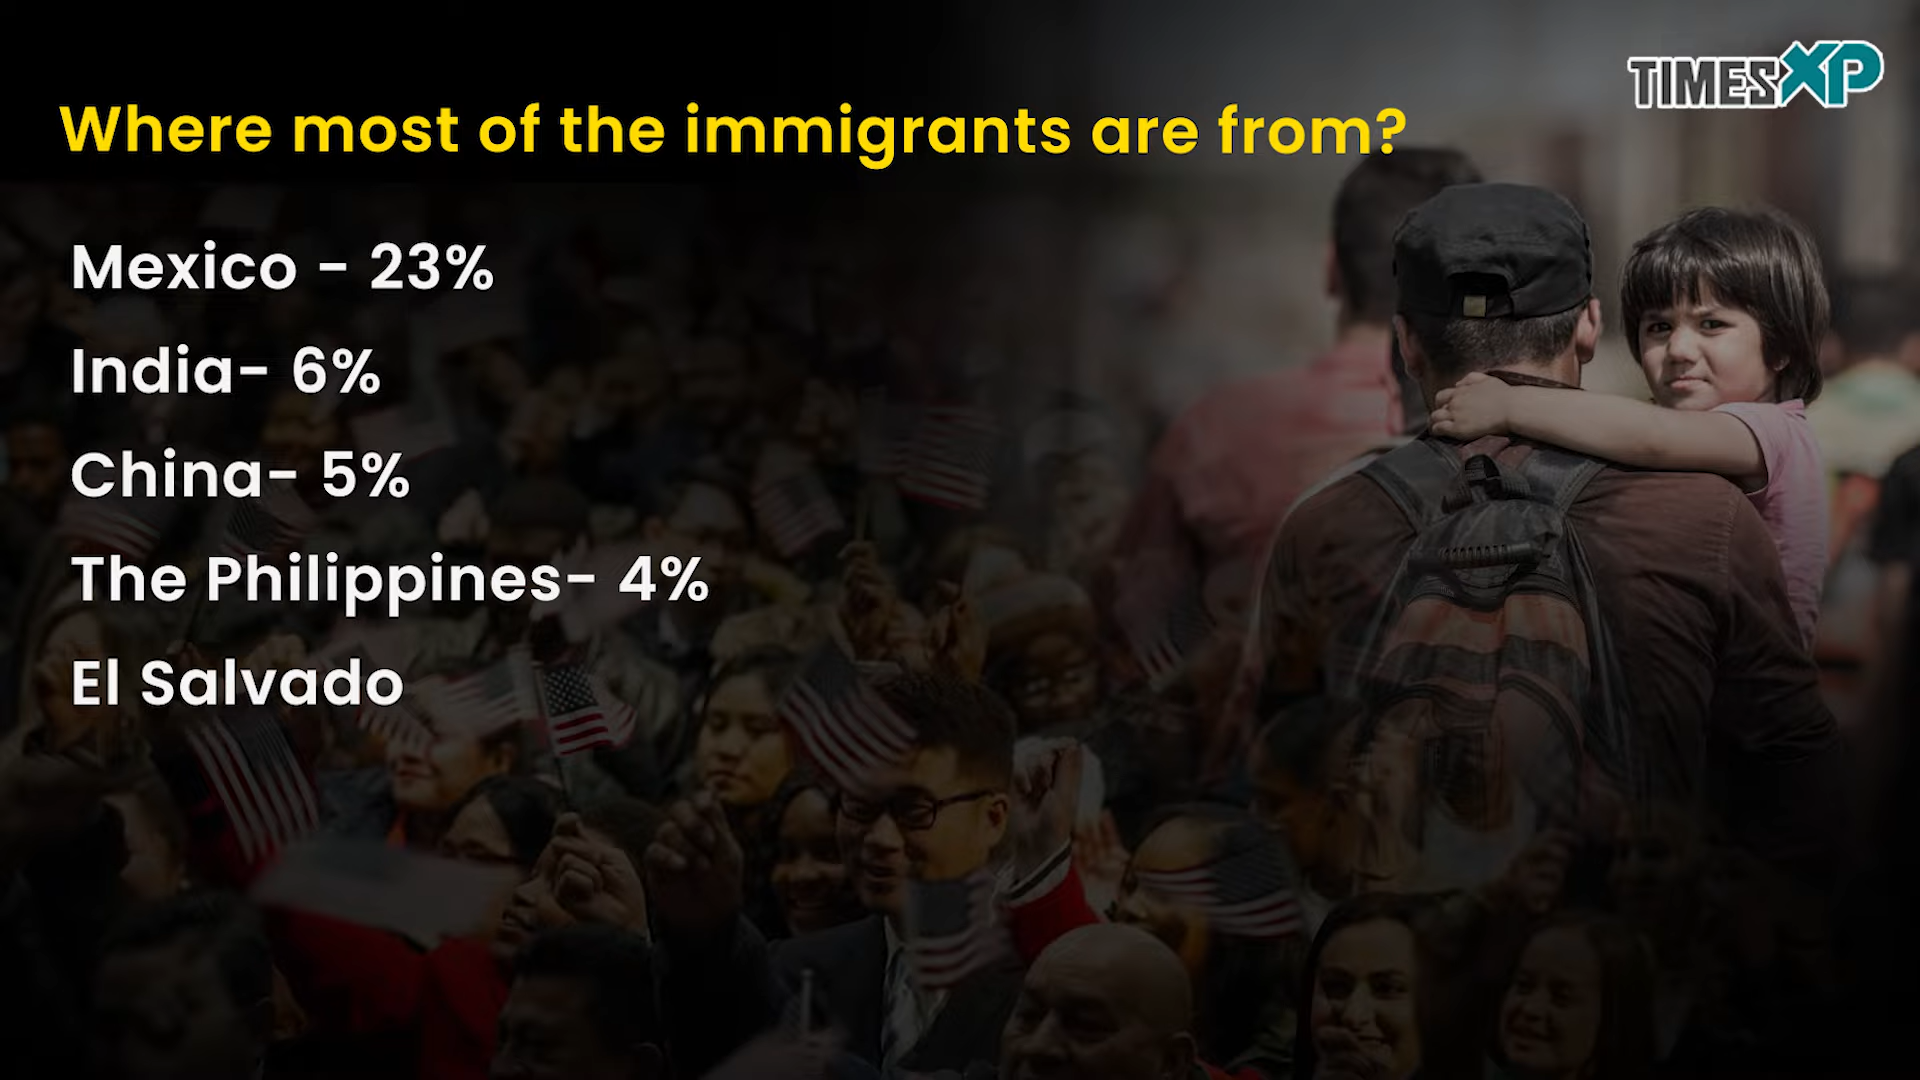 TIMESXP
Where most of the immigrants are from?
Mexico - 23%
India- 6%
China- 5%
The Philippines- 4%
El Salvado